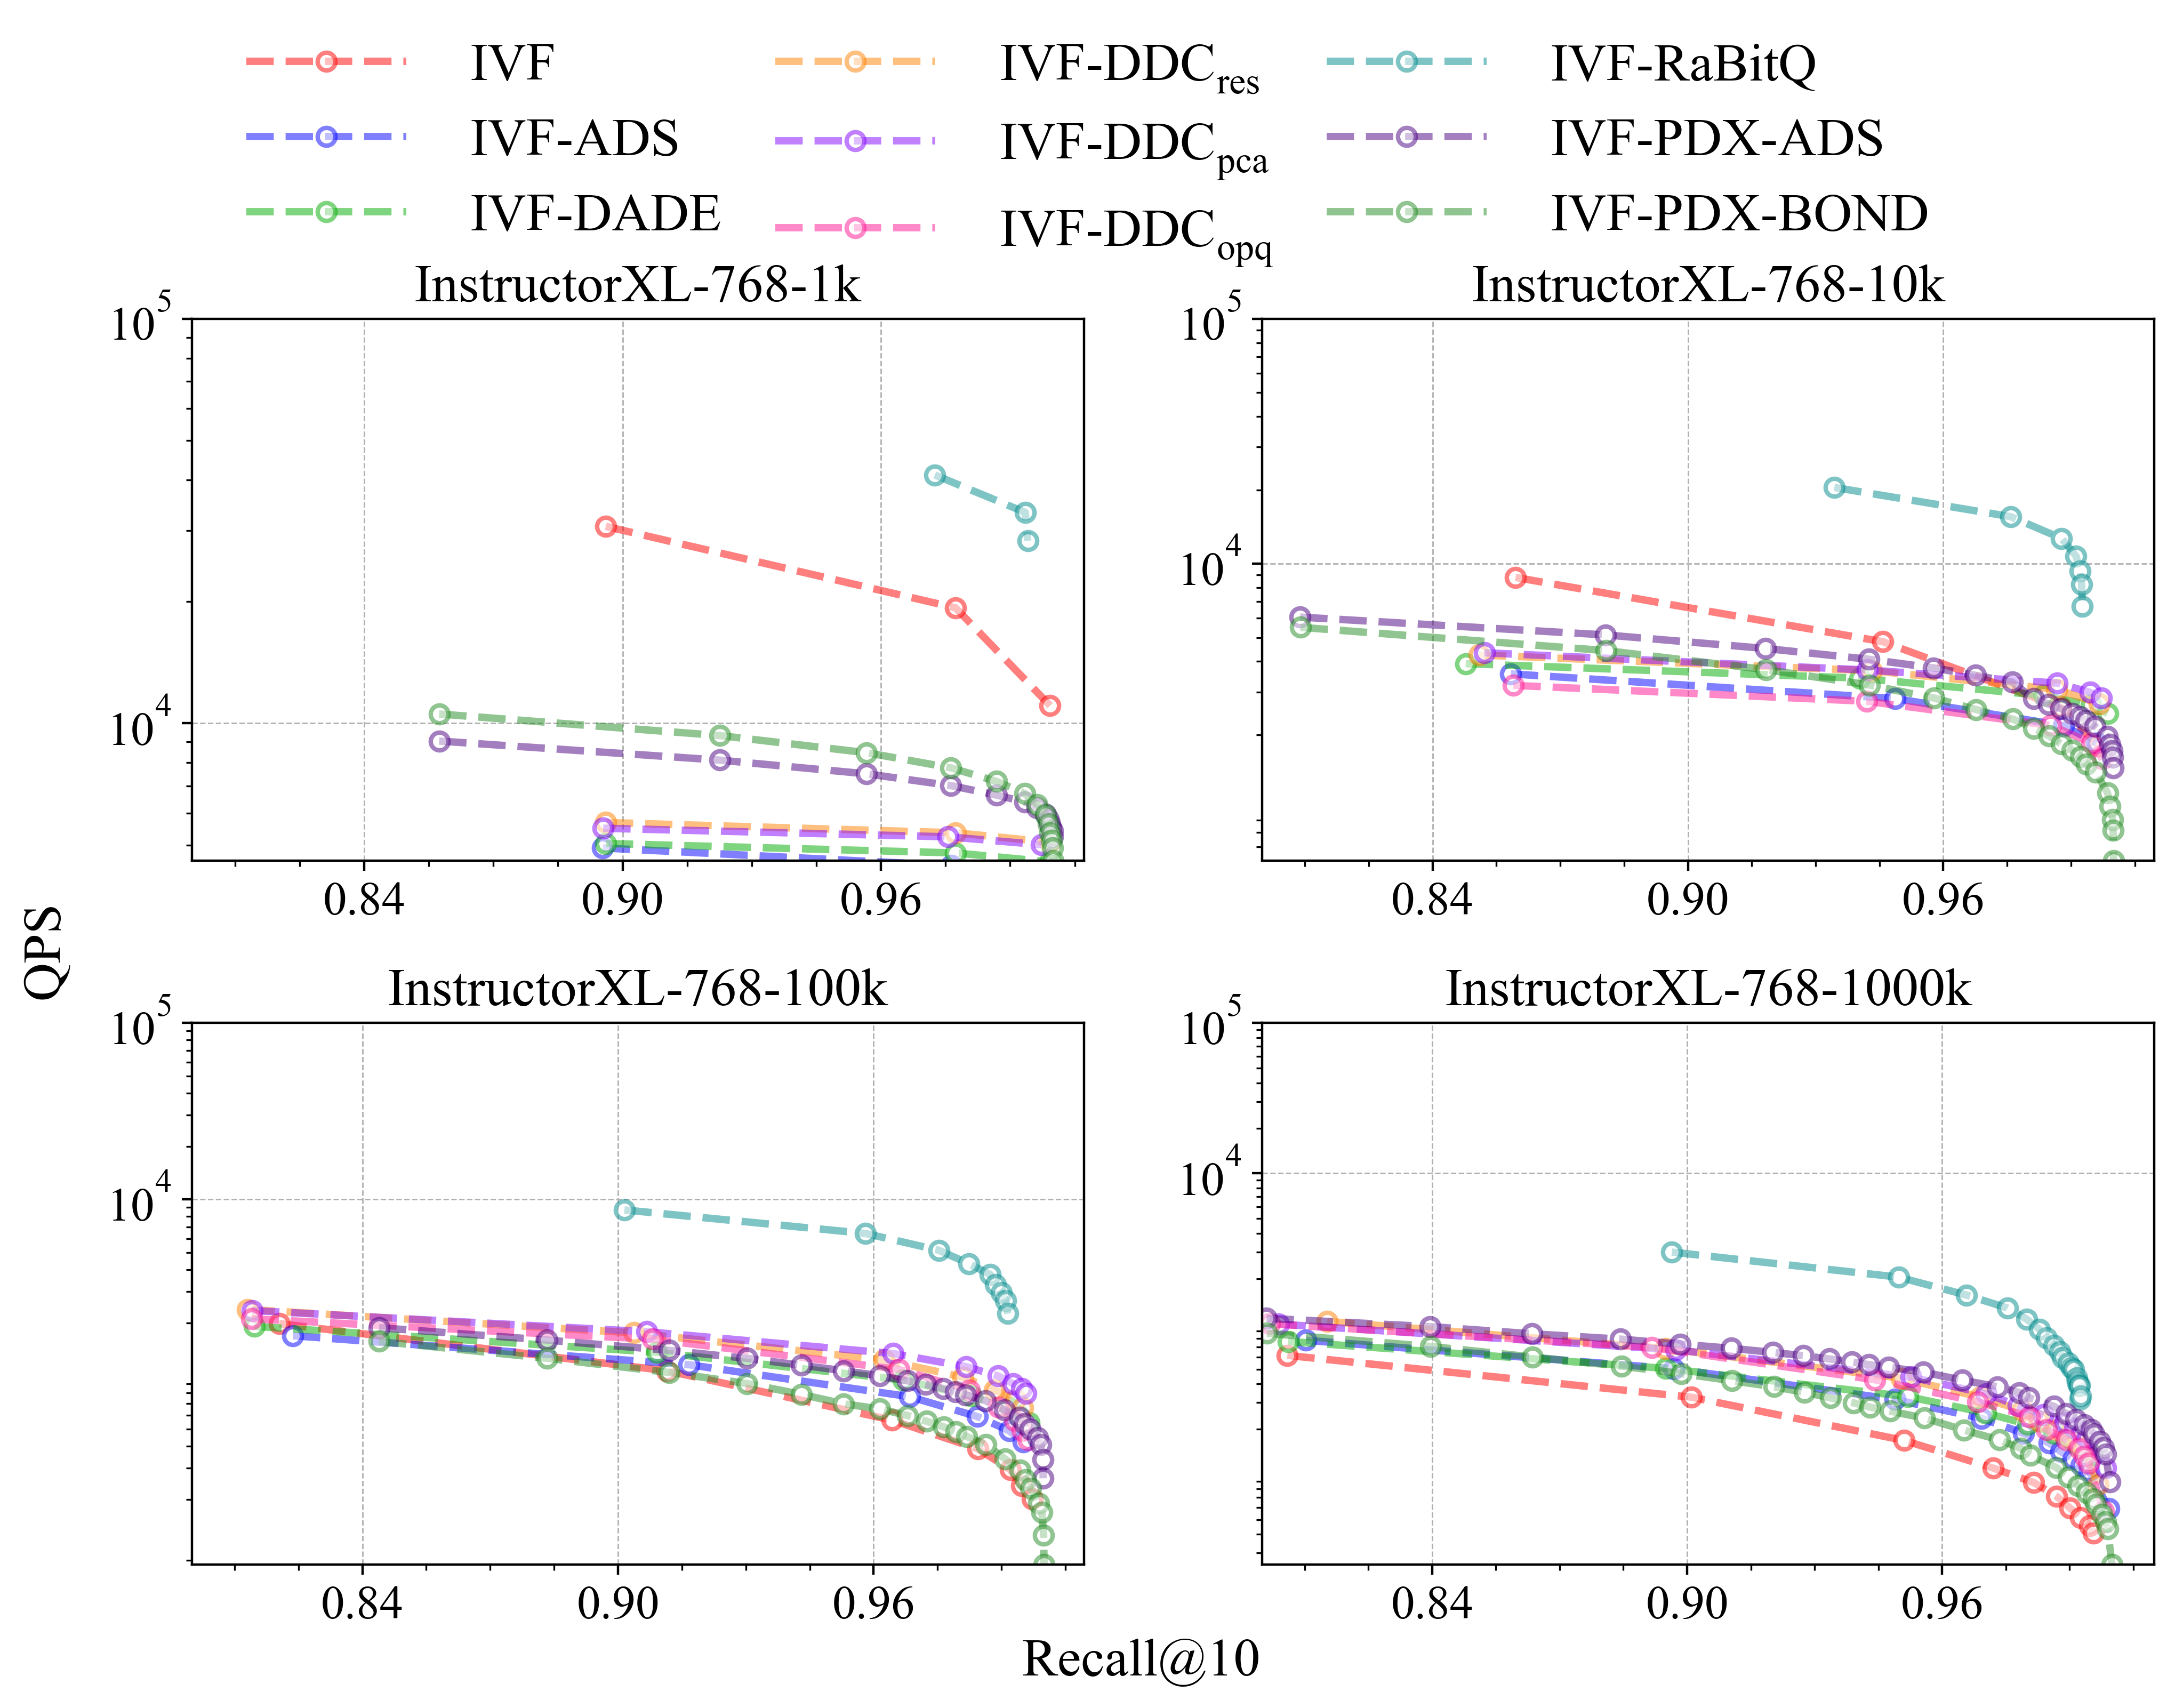 IVF
IVF-ADS
IVF-DADE
IVF-DDC_res
IVF-DDC_pca
IVF-DDC_opq
IVF-RaBitQ
IVF-PDX-ADS
IVF-PDX-BOND
QPS
InstructorXL-768-1k
10^5
10^4
0.84 0.90 0.96
InstructorXL-768-10k
10^5
10^4
0.84 0.90 0.96
InstructorXL-768-100k
10^5
10^4
0.84 0.90 0.96
InstructorXL-768-1000k
10^5
10^4
0.84 0.90 0.96
Recall@10